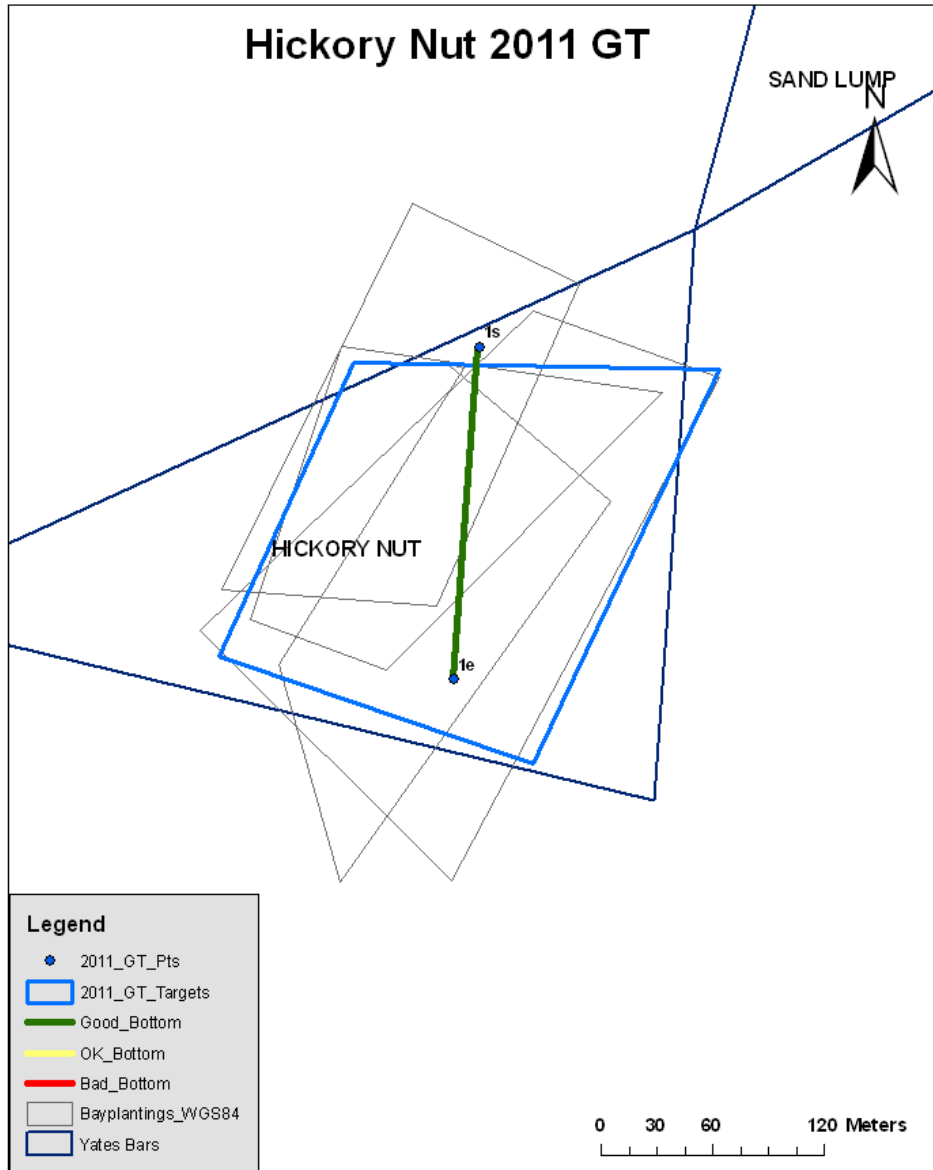 Hickory Nut 2011 GT
SAND LUMP
N
1s
HICKORY NUT
1e
Legend
2011_GT_Pts
2011_GT_Targets
Good_Bottom
OK_Bottom
Bad_Bottom
Bayplantings_WGS84
Yates Bars
0 30 60 120 Meters